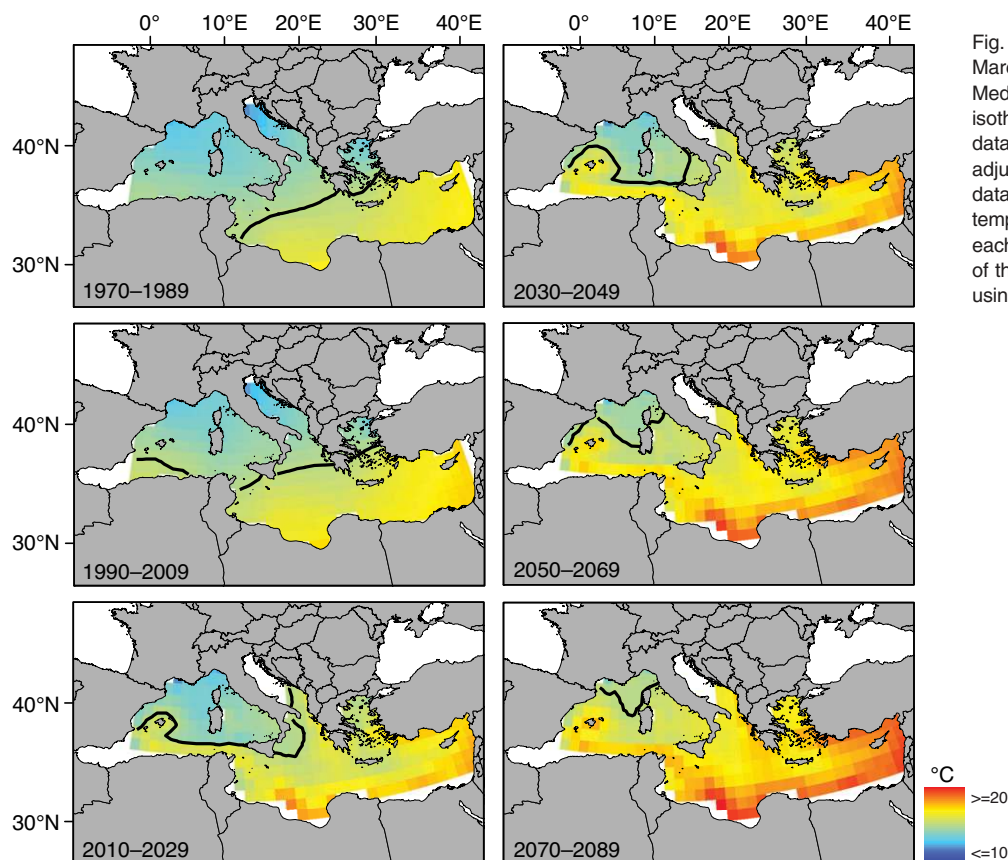 0° 10°E 20°E 30°E 40°E 0° 10°E 20°E 30°E 40°E
40°N
30°N
1970–1989
2030–2049
40°N
30°N
1990–2009
2050–2069
40°N
30°N
2010–2029
2070–2089
°C
>=20
<=10
Fig.
Marc
Med
isoth
data
adju
data
temp
each
of th
usin